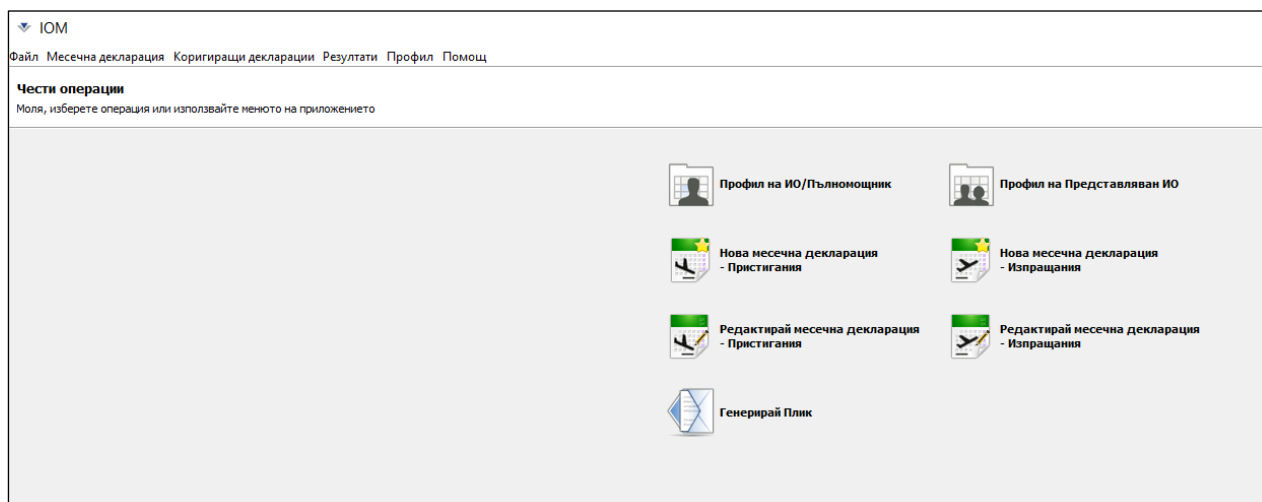 IOM
Файл Месечна декларация Коригиращи декларации Резултати Профил Помощ
Чести операции
Моля, изберете операция или използвайте менюто на приложението
Профил на ИО/Пълномощник
Профил на Представляван ИО
Нова месечна декларация
- Пристигания
Нова месечна декларация
- Изпращания
Редактирай месечна декларация
- Пристигания
Редактирай месечна декларация
- Изпращания
Генерирай Плик